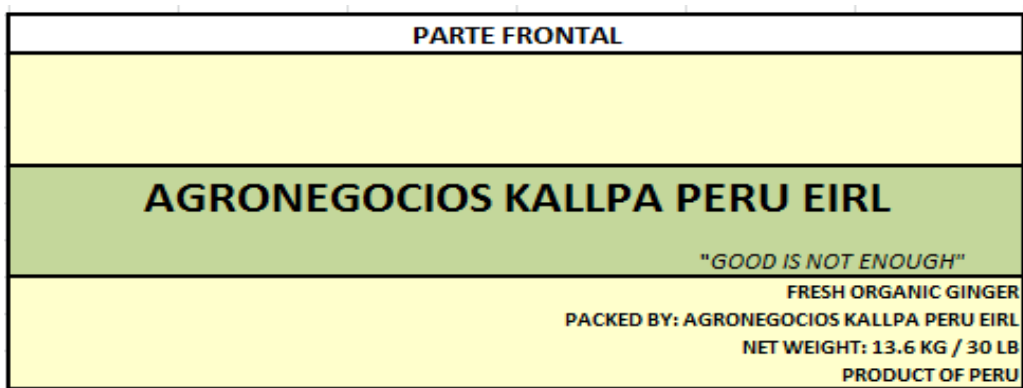 PARTE FRONTAL
AGRONEGOCIOS KALLPA PERU EIRL
"GOOD IS NOT ENOUGH"
FRESH ORGANIC GINGER
PACKED BY: AGRONEGOCIOS KALLPA PERU EIRL
NET WEIGHT: 13.6 KG / 30 LB
PRODUCT OF PERU